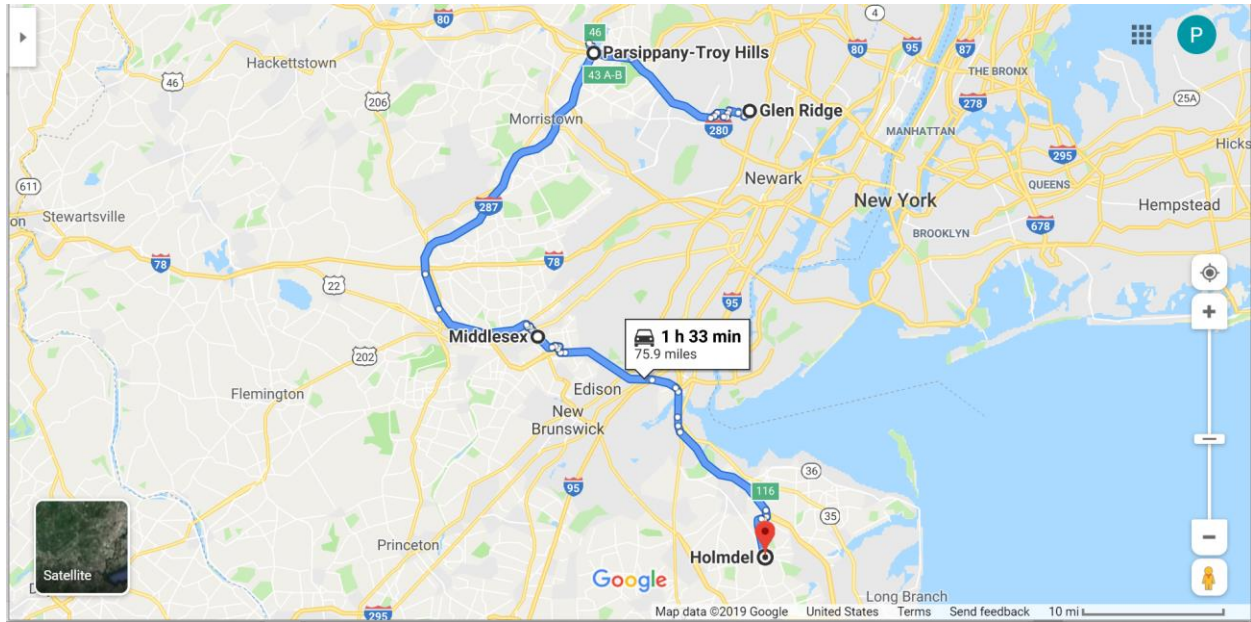 80
4
46
Parsippany-Troy Hills
80
95
87
P
Hackettstown
43 A-B
THE BRONX
46
206
278
25A
Glen Ridge
Morristown
280
MANHATTAN
295
Hicks
611
Newark
QUEENS
287
New York
Hempstead
Stewartsville
on
678
BROOKLYN
78
78
22
95
+
Middlesex
1 h 33 min
75.9 miles
202
Edison
Flemington
New
Brunswick
36
95
116
35
−
Princeton
Holmdel
Satellite
Google
Long Branch
295
Map data ©2019 Google United States Terms Send feedback 10 mi